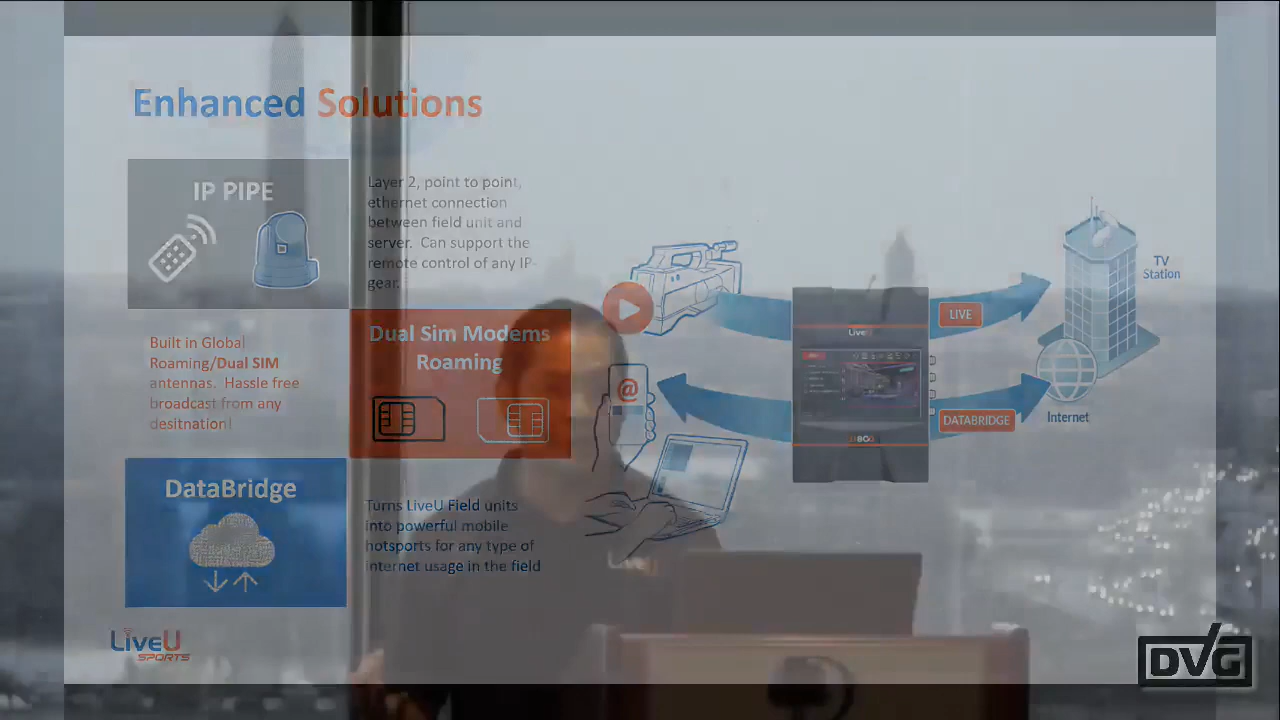 Enhanced Solutions
IP PIPE
Layer 2, point to point,
ethernet connection
between field unit and
server. Can support the
remote control of any IP-
gear.
Built in Global
Roaming/Dual SIM
antennas. Hassle free
broadcast from any
desitnation!
Dual Sim Modems
Roaming
DataBridge
Turns LiveU Field units
into powerful mobile
hotsports for any type of
internet usage in the field
@
LiveU
LIVE
DATABRIDGE
TV
Station
Internet
LiveU
SPORTS
DVG